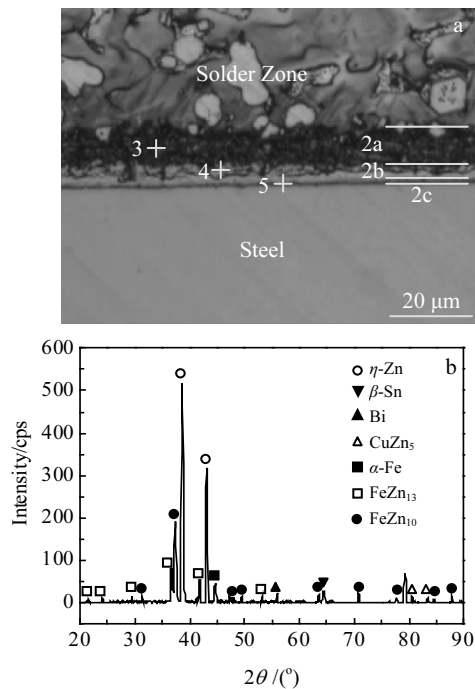 a
Solder Zone
3
2a
4
2b
5
2c
Steel
20 μm
b
600
500
400
300
200
100
0
Intensity/cps
η-Zn
β-Sn
Bi
CuZn₅
α-Fe
FeZn₁₃
FeZn₁₀
20 30 40 50 60 70 80 90
2θ /(°)